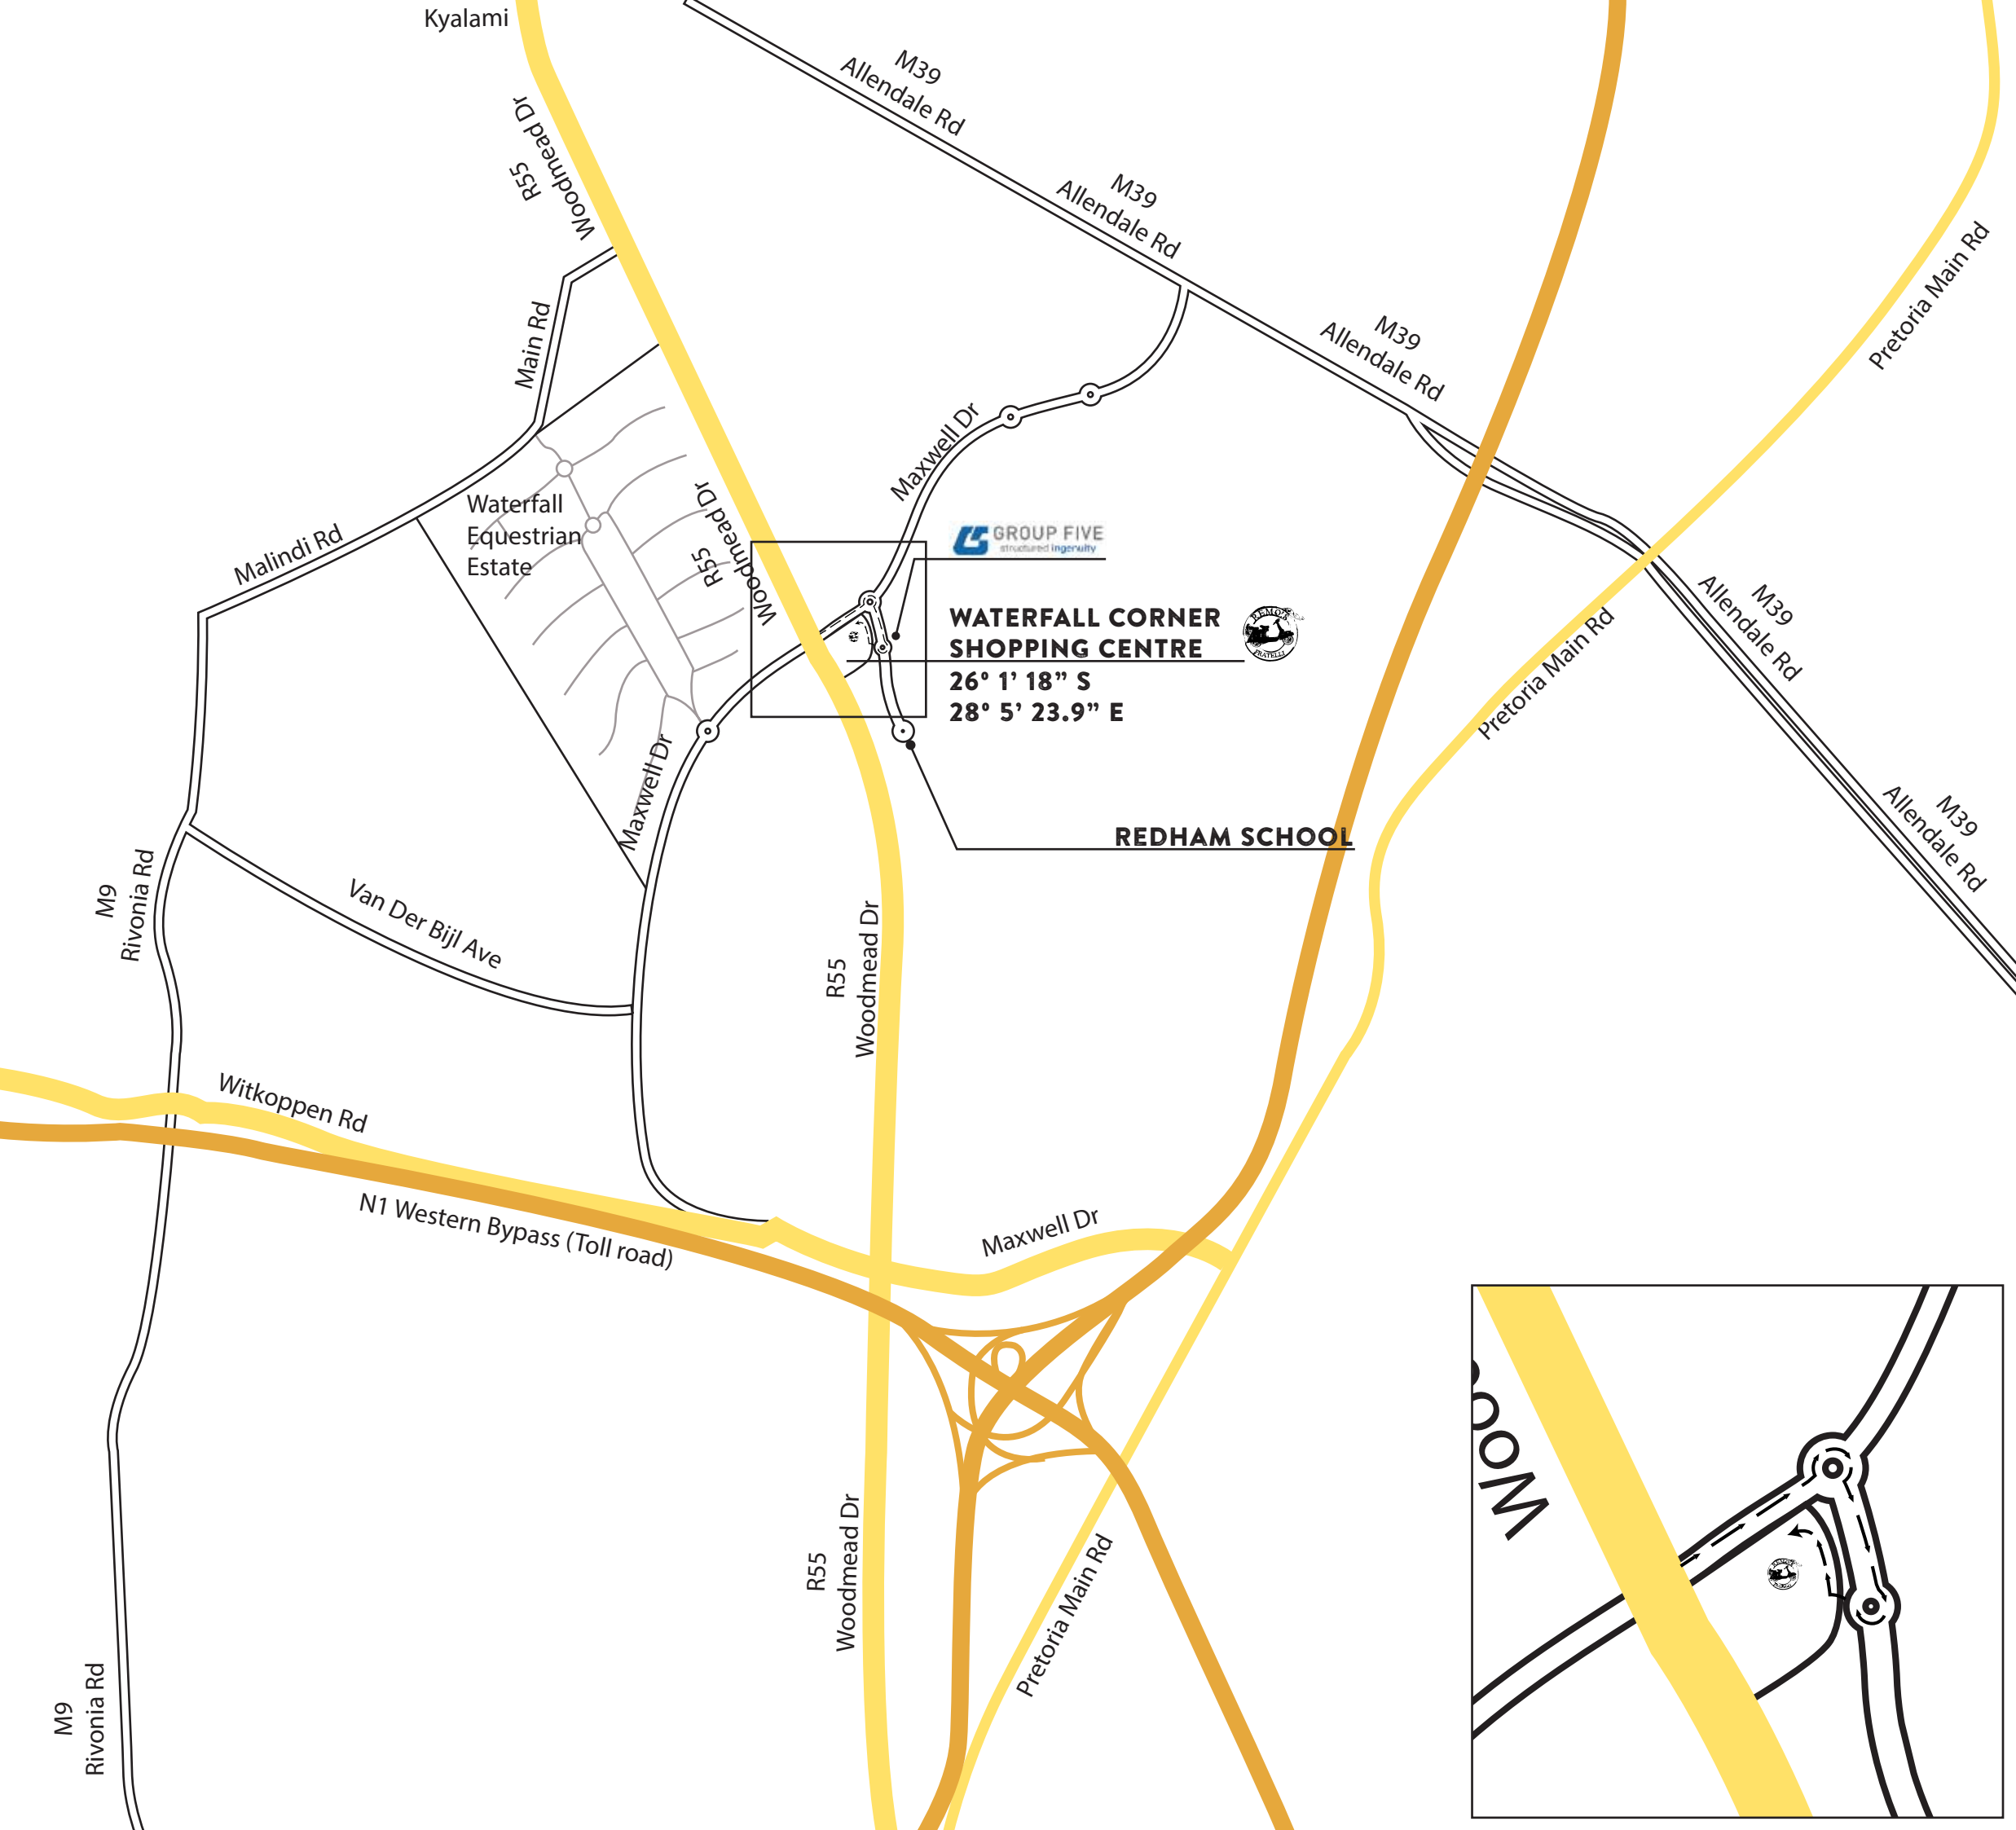 Kyalami
M39
Allendale Rd
R55
Woodmead Dr
M39
Allendale Rd
Pretoria Main Rd
Main Rd
M39
Allendale Rd
Maxwell Dr
Waterfall
Equestrian
Estate
R55
Woodmead Dr
GROUP FIVE
structured ingenuity
Malindi Rd
WATERFALL CORNER
SHOPPING CENTRE
26° 1’ 18” S
28° 5’ 23.9” E
REMO'S
FRATELLI
M39
Allendale Rd
Pretoria Main Rd
Maxwell Dr
REDHAM SCHOOL
M39
Allendale Rd
M9
Rivonia Rd
Van Der Bijl Ave
R55
Woodmead Dr
Witkoppen Rd
N1 Western Bypass (Toll road)
Maxwell Dr
R55
Woodmead Dr
Pretoria Main Rd
M9
Rivonia Rd
WOO